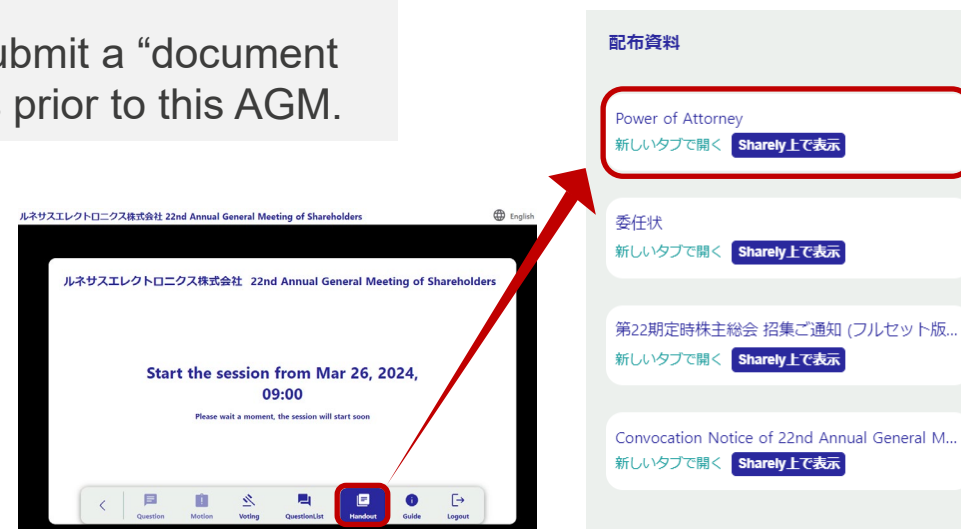 ubmit a “document
prior to this AGM.
ルネサスエレクトロニクス株式会社 22nd Annual General Meeting of Shareholders
English
ルネサスエレクトロニクス株式会社 22nd Annual General Meeting of Shareholders
Start the session from Mar 26, 2024,
09:00
Please wait a moment, the session will start soon
Question Motion Voting QuestionList Handout Guide Logout
配布資料
Power of Attorney
新しいタブで開く Sharely上で表示
委任状
新しいタブで開く Sharely上で表示
第22期定時株主総会 招集ご通知 (フルセット版...
新しいタブで開く Sharely上で表示
Convocation Notice of 22nd Annual General M...
新しいタブで開く Sharely上で表示